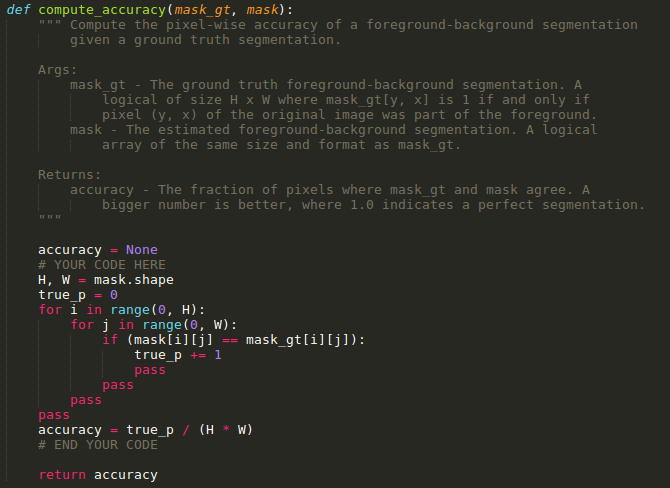 def compute_accuracy(mask_gt, mask):
    """ Compute the pixel-wise accuracy of a foreground-background segmentation
        given a ground truth segmentation.

    Args:
        mask_gt - The ground truth foreground-background segmentation. A
            logical of size H x W where mask_gt[y, x] is 1 if and only if
            pixel (y, x) of the original image was part of the foreground.
        mask - The estimated foreground-background segmentation. A logical
            array of the same size and format as mask_gt.

    Returns:
        accuracy - The fraction of pixels where mask_gt and mask agree. A
            bigger number is better, where 1.0 indicates a perfect segmentation.
    """

    accuracy = None
    # YOUR CODE HERE
    H, W = mask.shape
    true_p = 0
    for i in range(0, H):
        for j in range(0, W):
            if (mask[i][j] == mask_gt[i][j]):
                true_p += 1
                pass
            pass
        pass
    pass
    accuracy = true_p / (H * W)
    # END YOUR CODE

    return accuracy